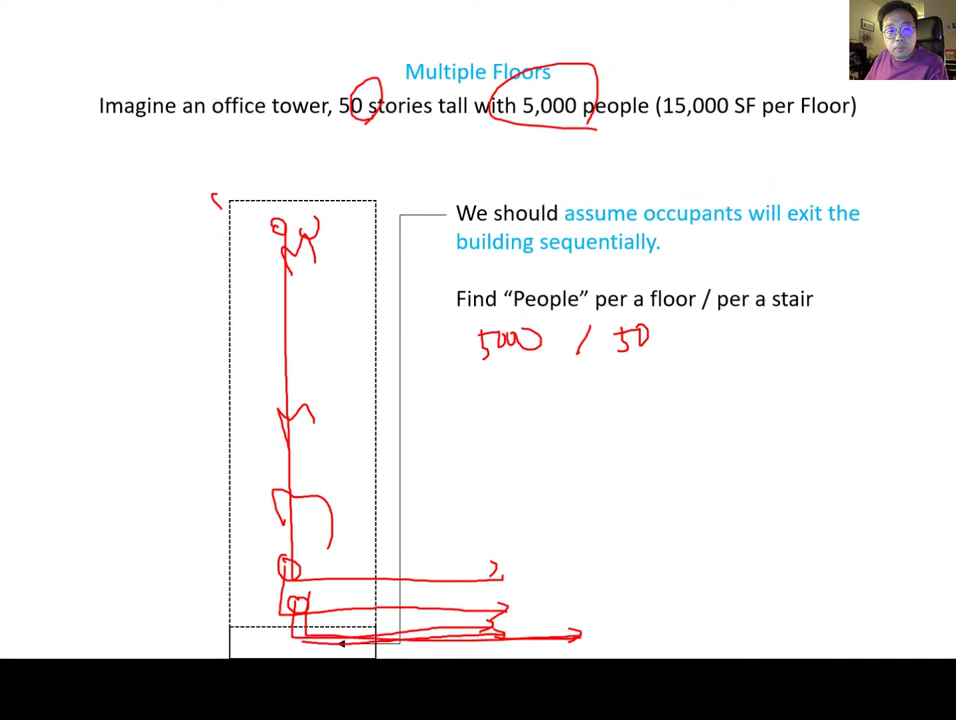 Multiple Floors
Imagine an office tower, 50 stories tall with 5,000 people (15,000 SF per Floor)
We should assume occupants will exit the
building sequentially.
Find “People” per a floor / per a stair
5000 / 50